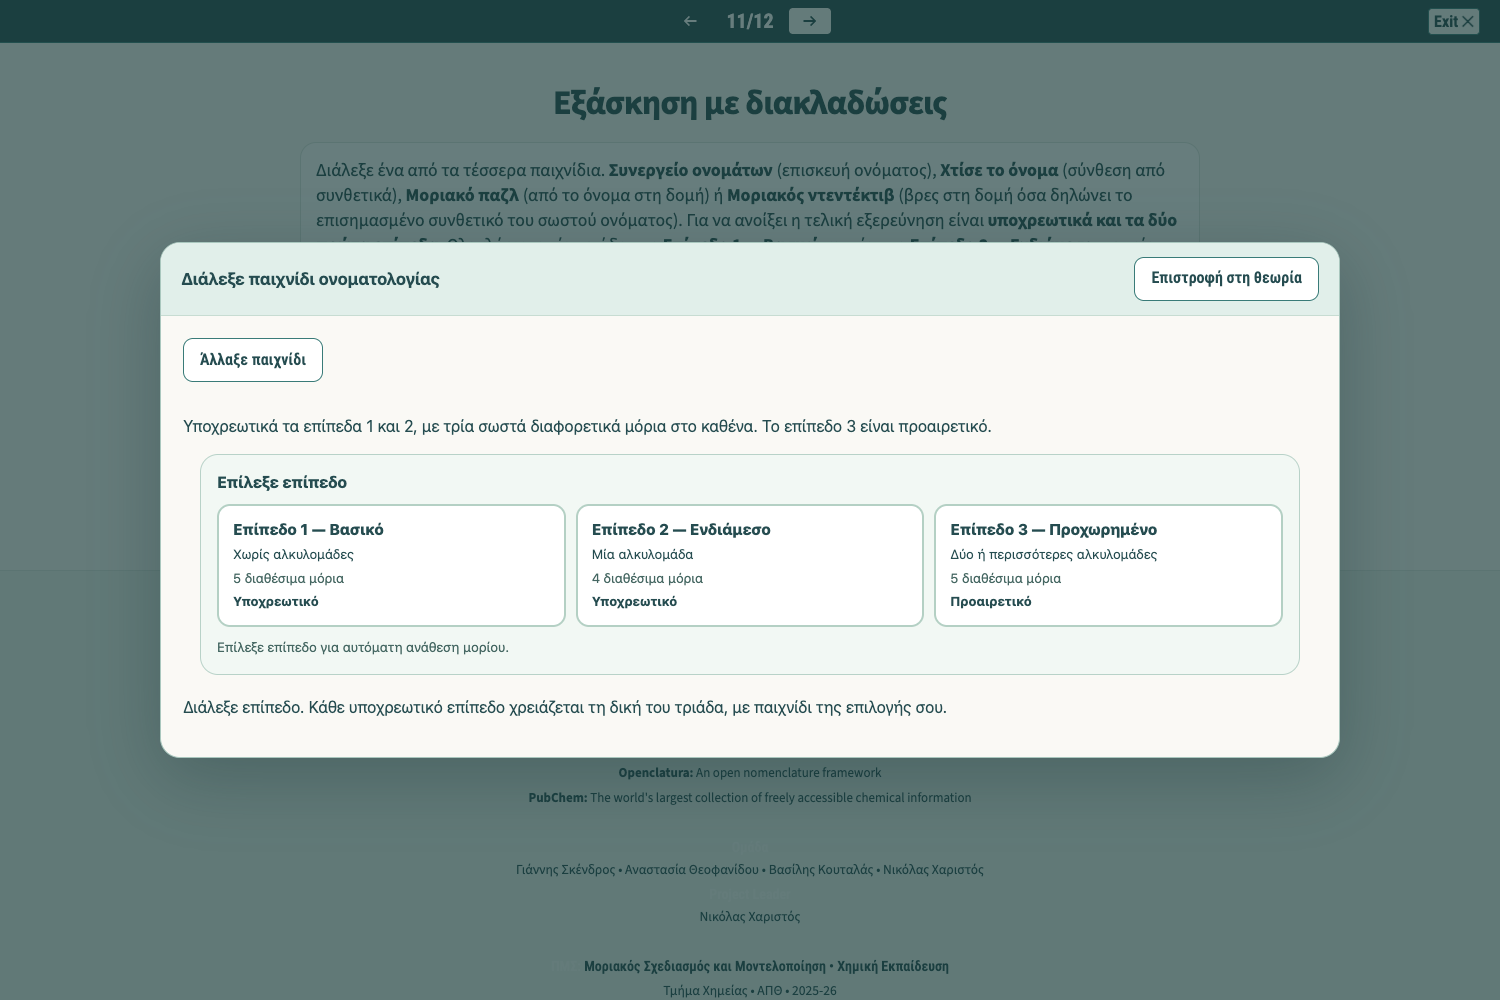 ← 11/12 →
Exit ×
Εξάσκηση με διακλαδώσεις
Διάλεξε ένα από τα τέσσερα παιχνίδια. Συνεργείο ονομάτων (επισκευή ονόματος), Χτίσε το όνομα (σύνθεση από
συνθετικά), Μοριακό παζλ (από το όνομα στη δομή) ή Μοριακός ντεντέκτιβ (βρες στη δομή όσα δηλώνει το
επισημασμένο συνθετικό του σωστού ονόματος). Για να ανοίξει η τελική εξερεύνηση είναι υποχρεωτικά και τα δύο
Διάλεξε παιχνίδι ονοματολογίας
Επιστροφή στη θεωρία
Άλλαξε παιχνίδι
Υποχρεωτικά τα επίπεδα 1 και 2, με τρία σωστά διαφορετικά μόρια στο καθένα. Το επίπεδο 3 είναι προαιρετικό.
Επίλεξε επίπεδο
Επίπεδο 1 — Βασικό
Χωρίς αλκυλομάδες
5 διαθέσιμα μόρια
Υποχρεωτικό
Επίπεδο 2 — Ενδιάμεσο
Μία αλκυλομάδα
4 διαθέσιμα μόρια
Υποχρεωτικό
Επίπεδο 3 — Προχωρημένο
Δύο ή περισσότερες αλκυλομάδες
5 διαθέσιμα μόρια
Προαιρετικό
Επίλεξε επίπεδο για αυτόματη ανάθεση μορίου.
Διάλεξε επίπεδο. Κάθε υποχρεωτικό επίπεδο χρειάζεται τη δική του τριάδα, με παιχνίδι της επιλογής σου.
Openclatura: An open nomenclature framework
PubChem: The world's largest collection of freely accessible chemical information
Γιάννης Σκένδρος • Αναστασία Θεοφανίδου • Βασίλης Κουταλάς • Νικόλας Χαριστός
Νικόλας Χαριστός
Μοριακός Σχεδιασμός και Μοντελοποίηση • Χημική Εκπαίδευση
Τμήμα Χημείας • ΑΠΘ • 2025-26